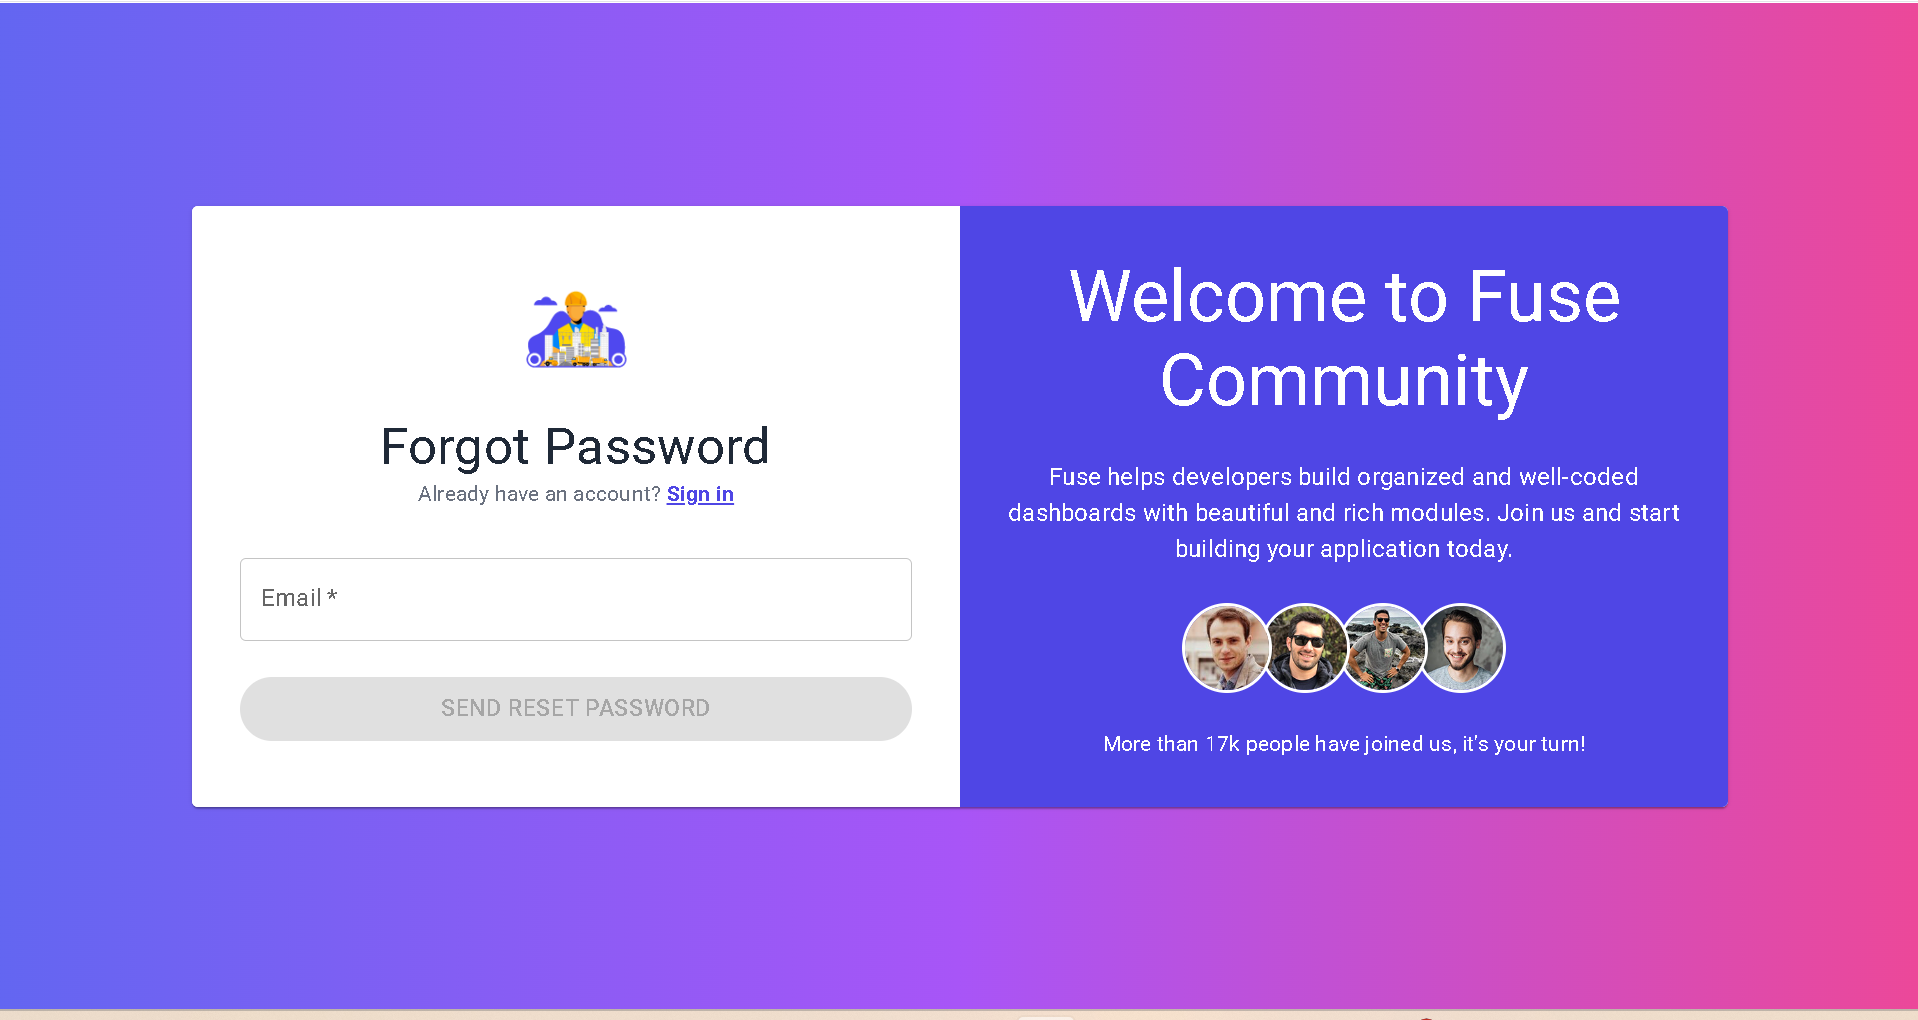 Forgot Password
Already have an account? Sign in
Email *
SEND RESET PASSWORD
Welcome to Fuse
Community
Fuse helps developers build organized and well-coded
dashboards with beautiful and rich modules. Join us and start
building your application today.
More than 17k people have joined us, it's your turn!